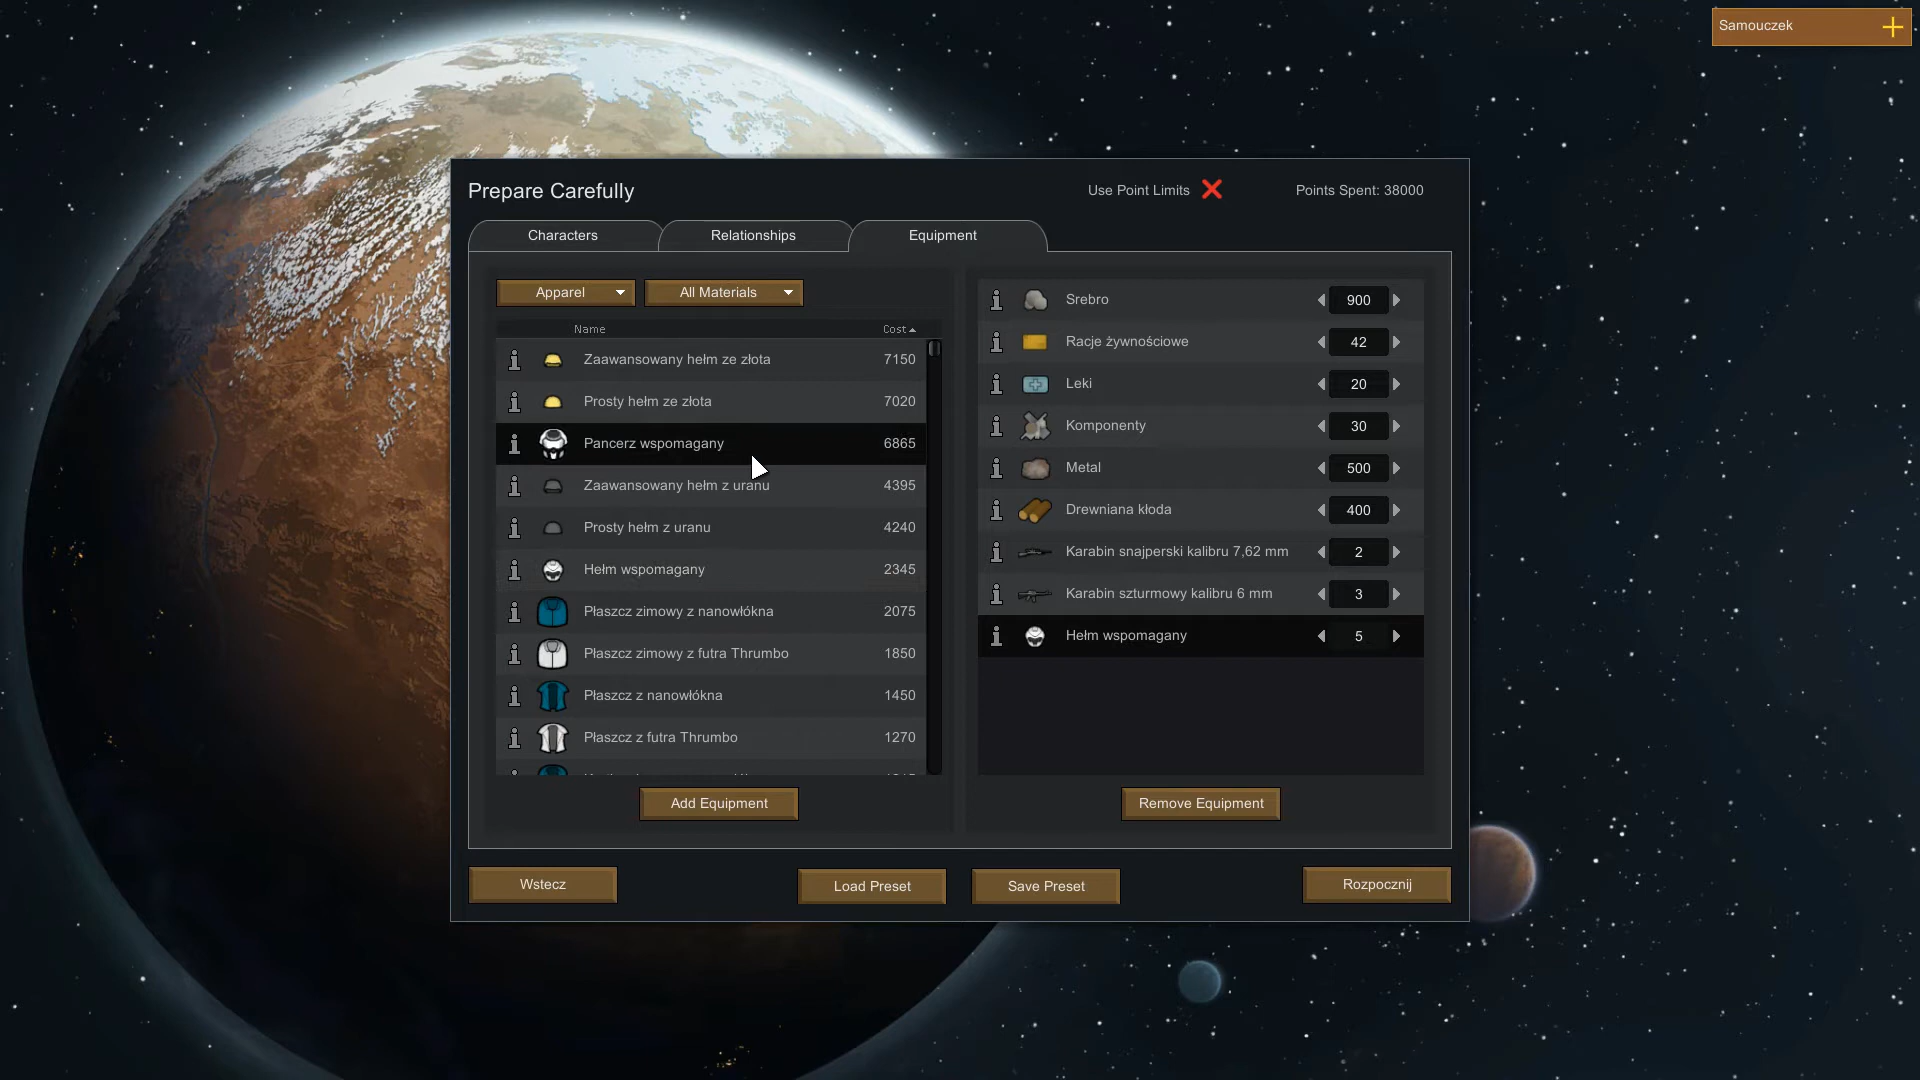 Samouczek
Prepare Carefully
Use Point Limits
Points Spent: 38000
Characters
Relationships
Equipment
Apparel
All Materials
Name Cost
Zaawansowany hełm ze złota 7150
Prosty hełm ze złota 7020
Pancerz wspomagany 6865
Zaawansowany hełm z uranu 4395
Prosty hełm z uranu 4240
Hełm wspomagany 2345
Płaszcz zimowy z nanowłókna 2075
Płaszcz zimowy z futra Thrumbo 1850
Płaszcz z nanowłókna 1450
Płaszcz z futra Thrumbo 1270
Add Equipment
Srebro 900
Racje żywnościowe 42
Leki 20
Komponenty 30
Metal 500
Drewniana kłoda 400
Karabin snajperski kalibru 7,62 mm 2
Karabin szturmowy kalibru 6 mm 3
Hełm wspomagany 5
Remove Equipment
Wstecz
Load Preset
Save Preset
Rozpocznij